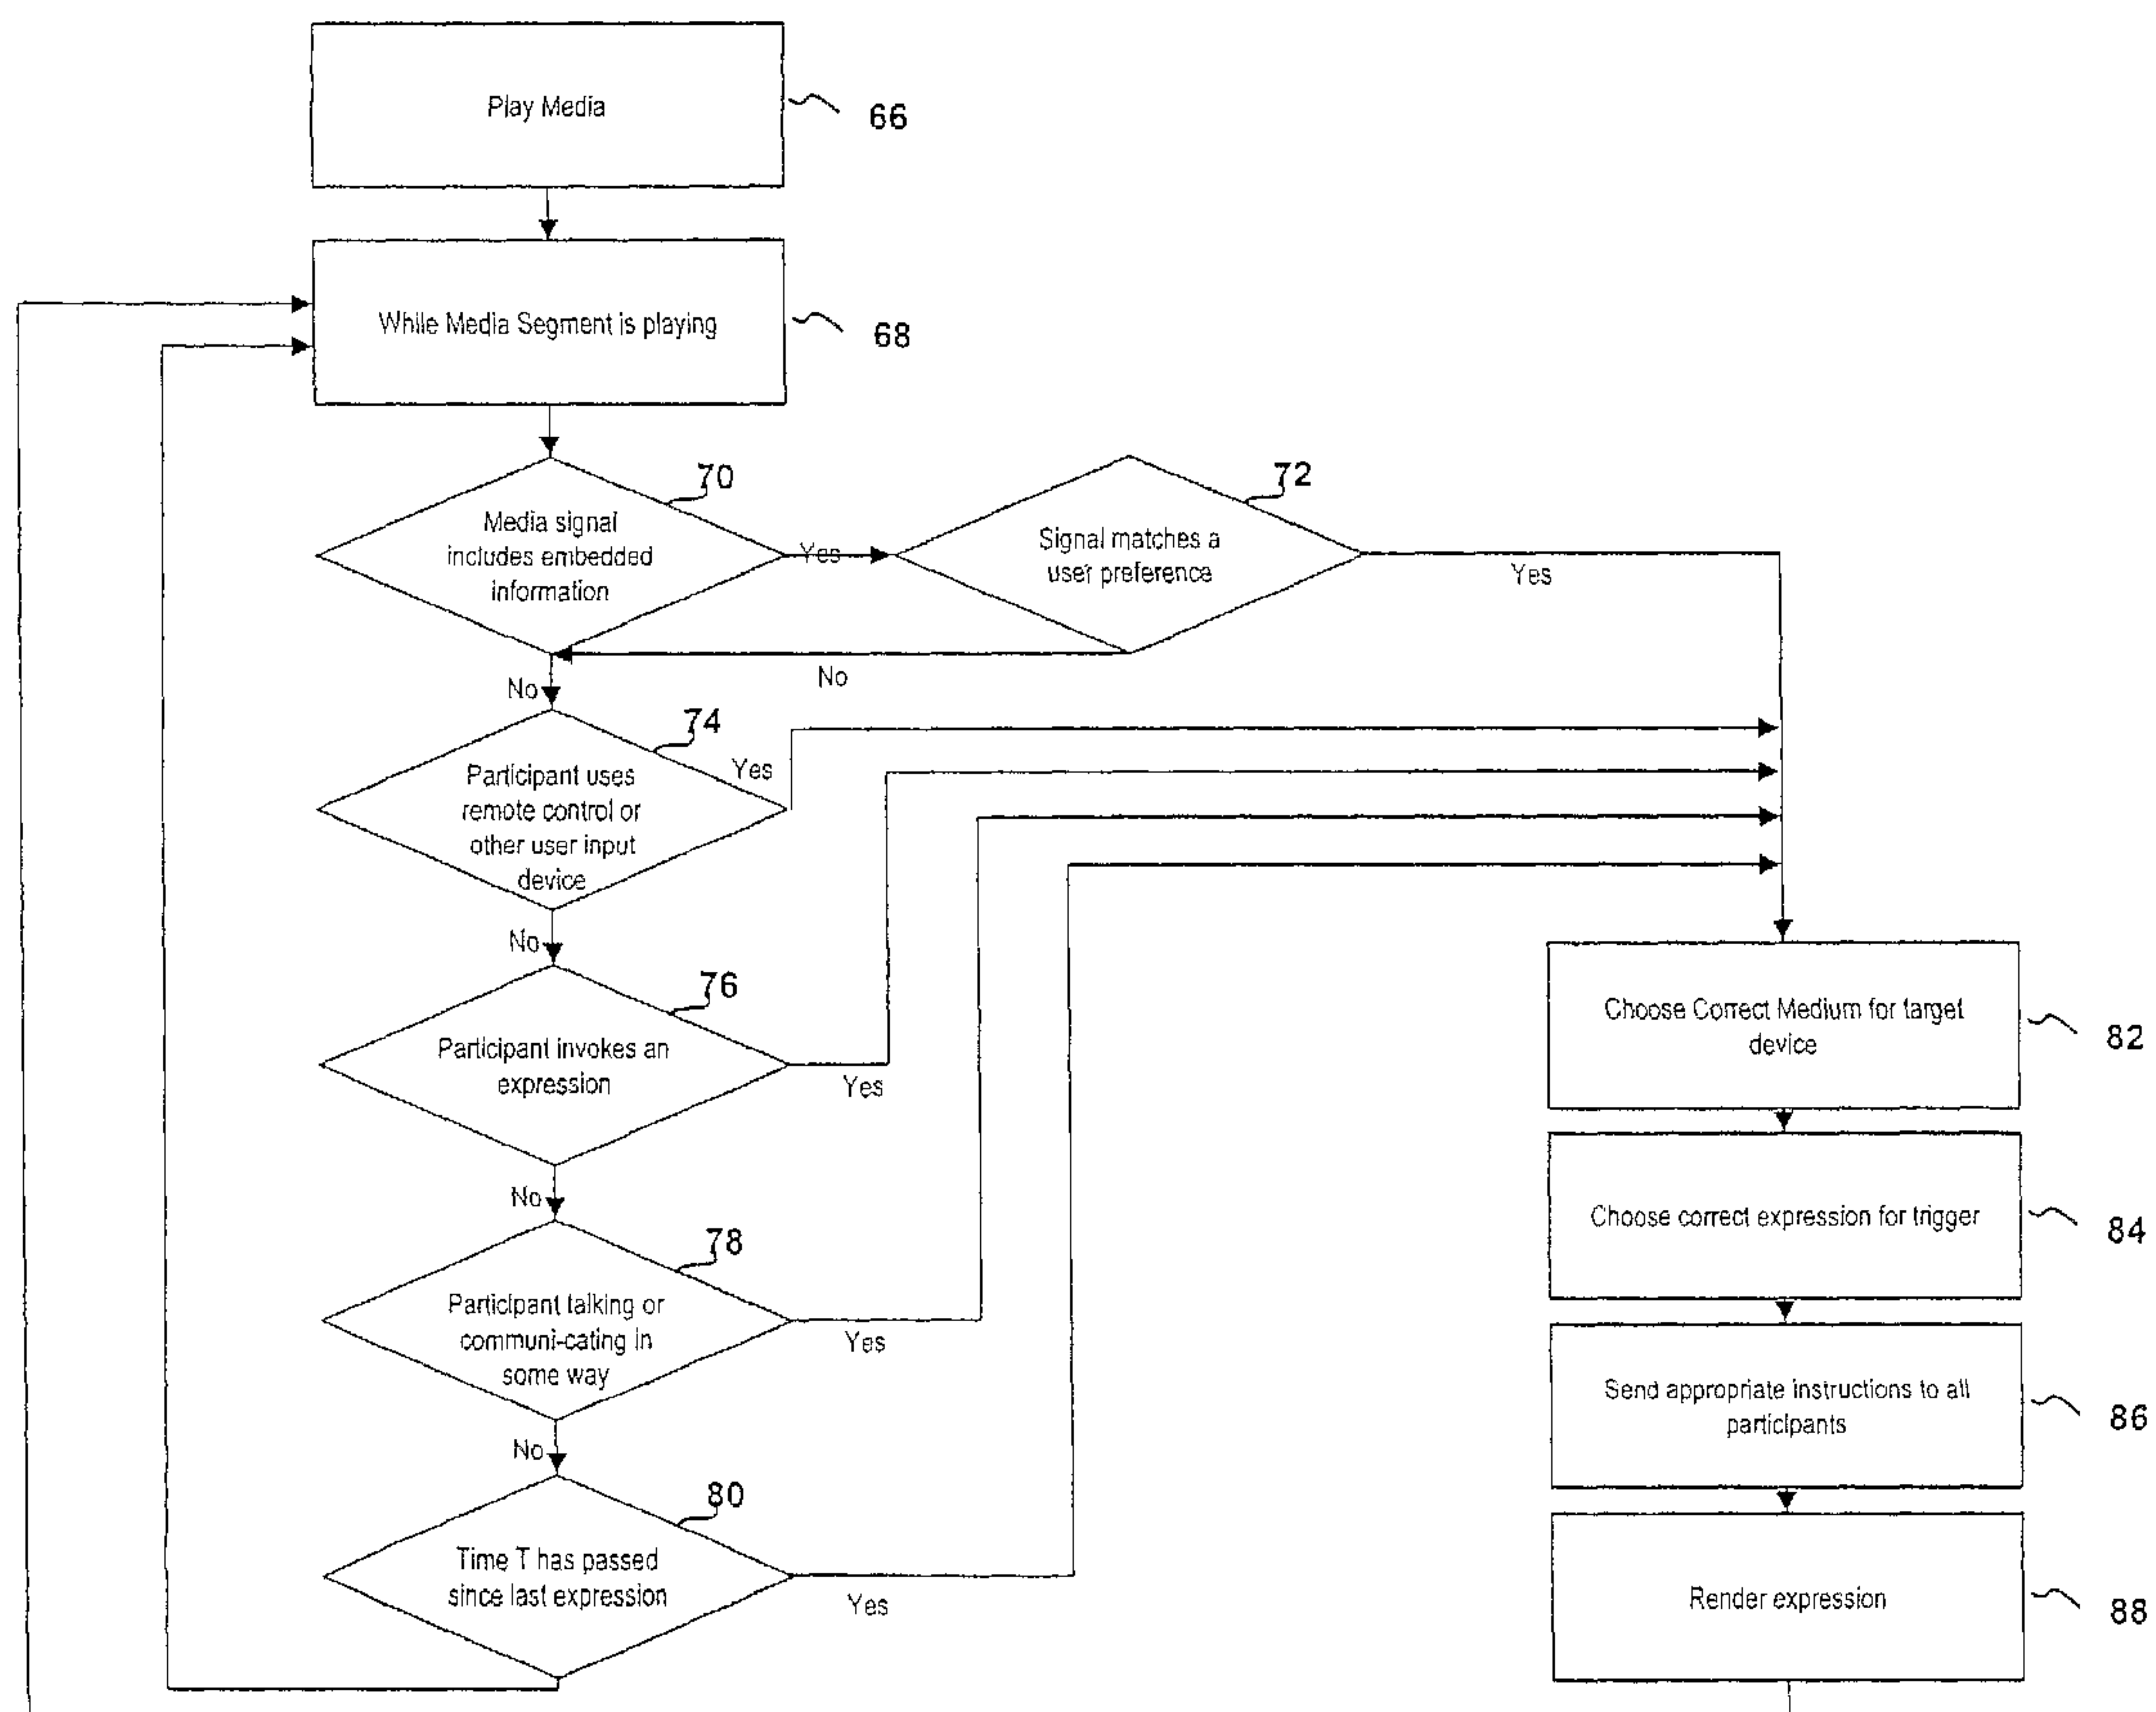 Play Media
66
While Media Segment is playing
68
70
Media signal
includes embedded
information
Yes
72
Signal matches a
user preference
Yes
No
No
74
Participant uses
remote control or
other user input
device
Yes
No
76
Participant invokes an
expression
Yes
No
78
Participant talking or
communi-cating in
some way
Yes
No
80
Time T has passed
since last expression
Yes
Choose Correct Medium for target
device
82
Choose correct expression for trigger
84
Send appropriate instructions to all
participants
86
Render expression
88